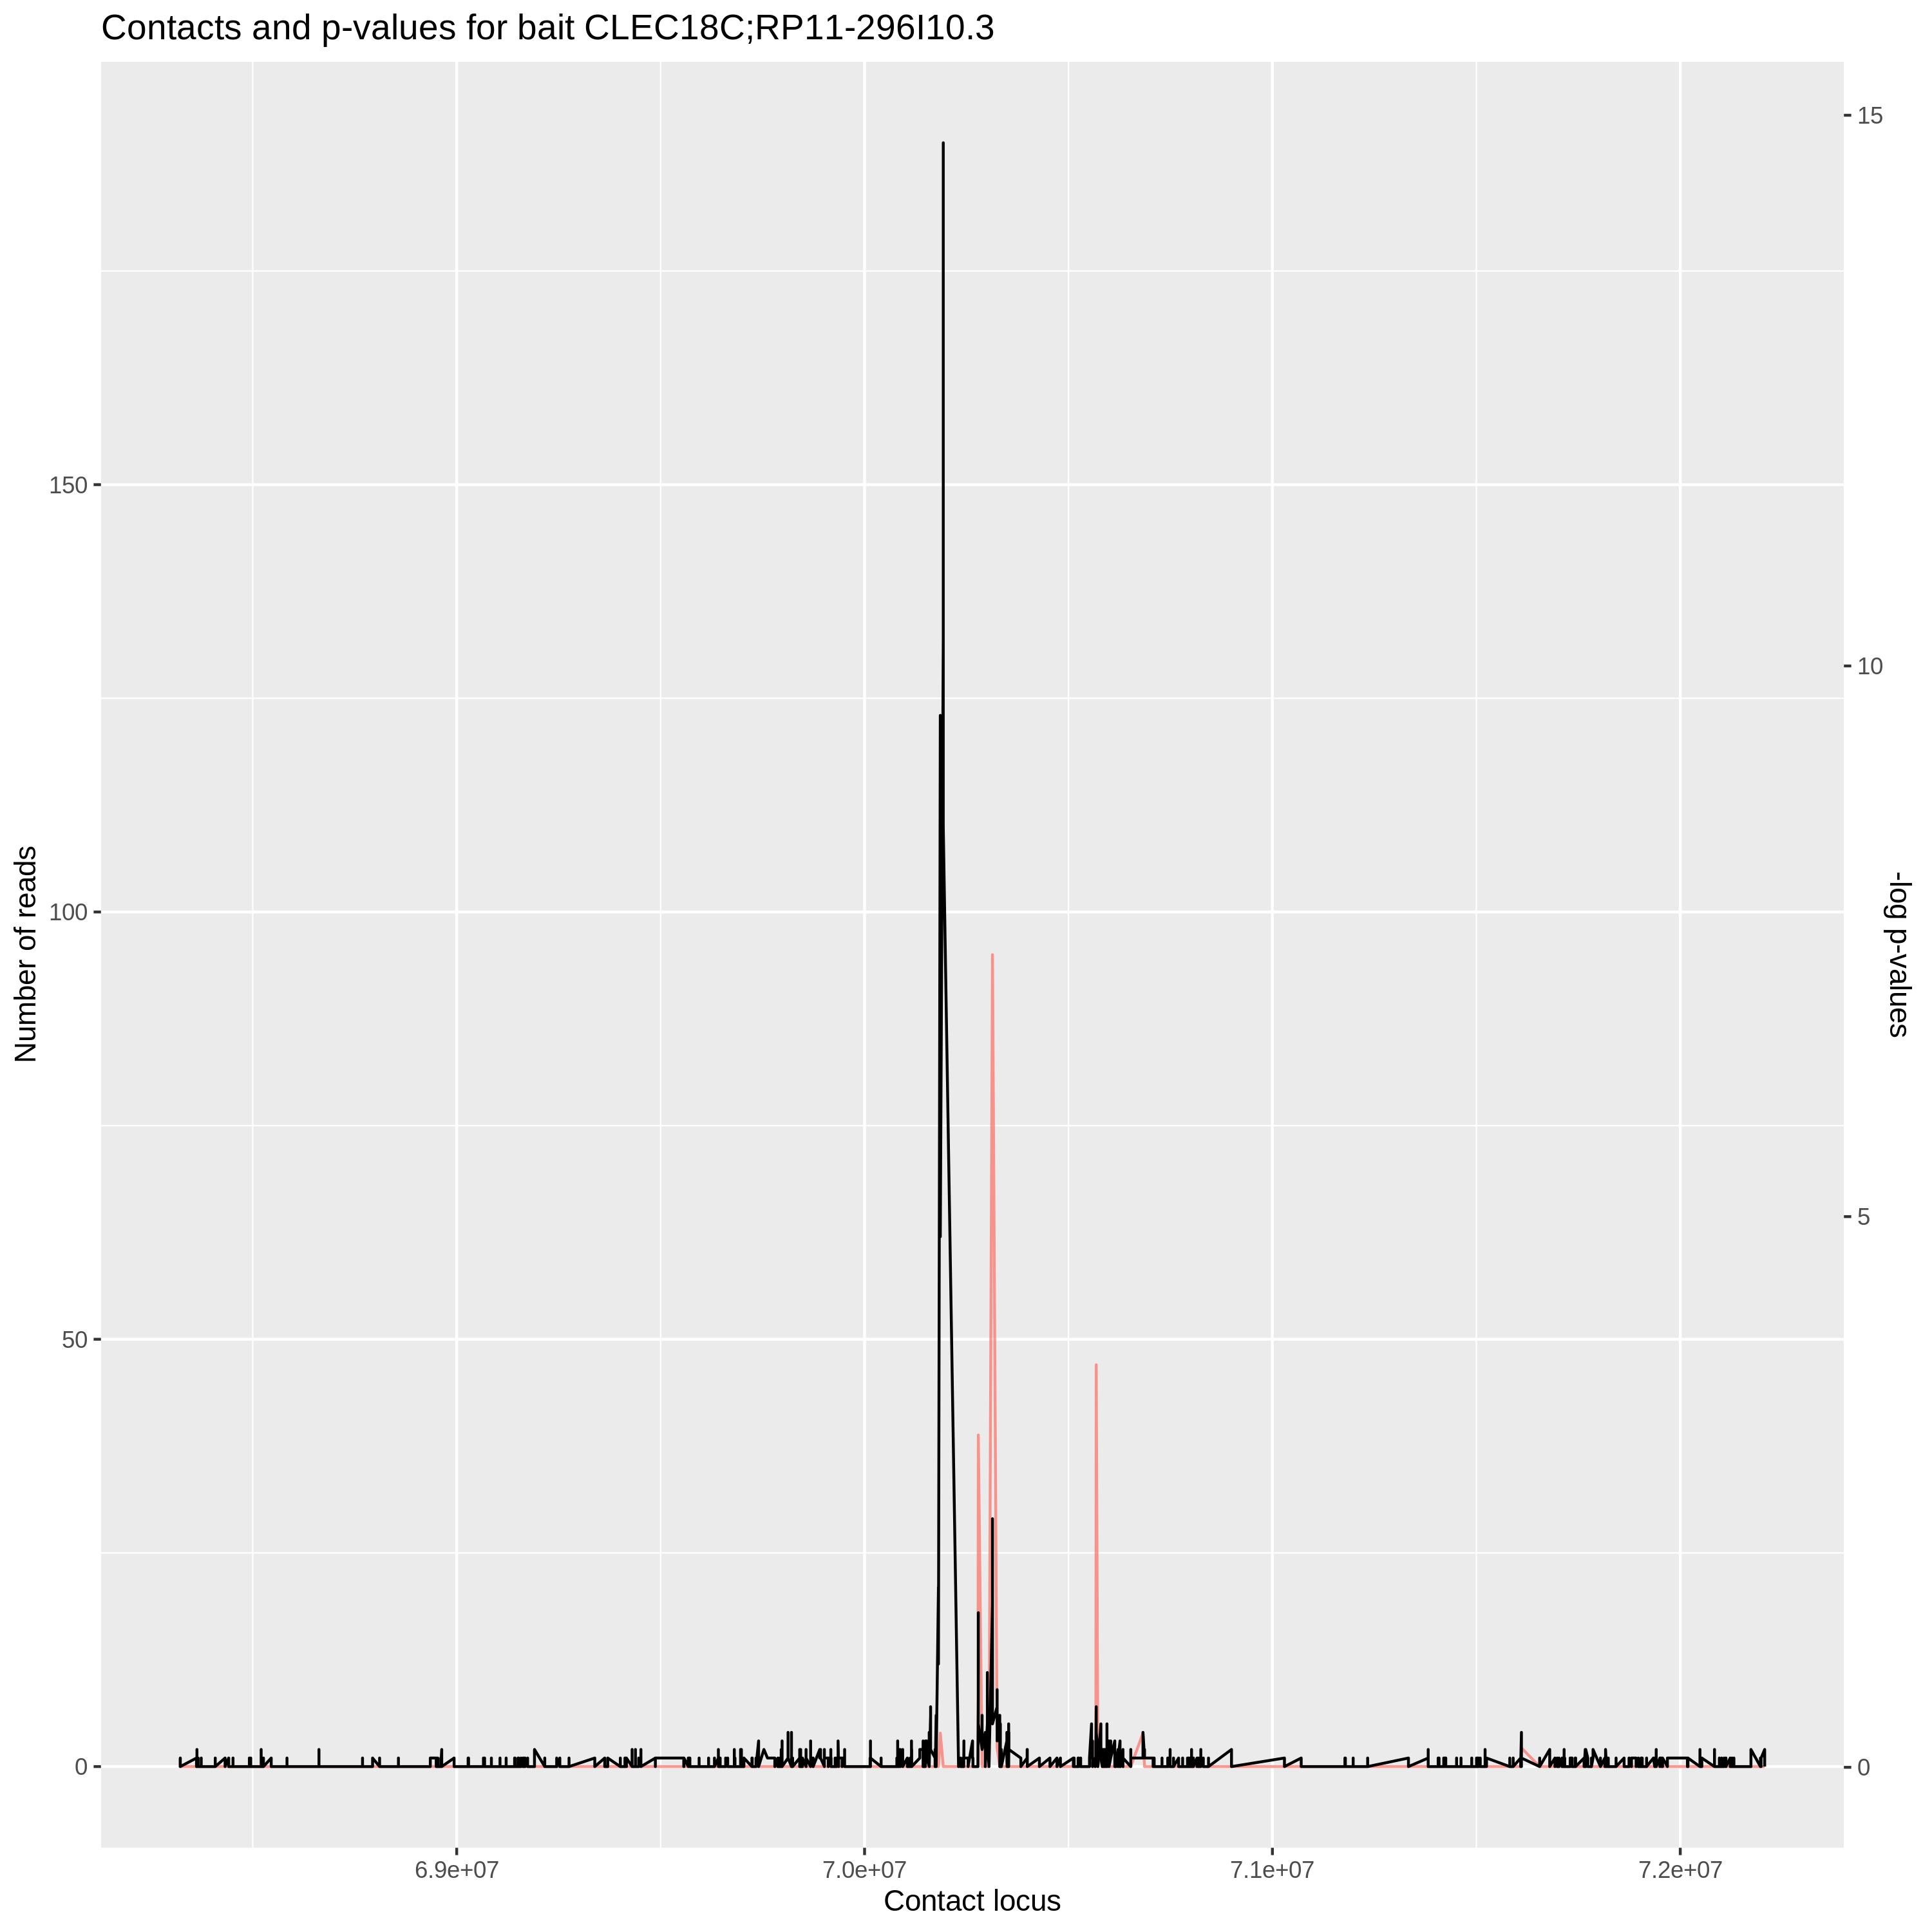 Contacts and p-values for bait CLEC18C;RP11-296I10.3
15
150
10
100
Number of reads
-log p-values
5
50
0
0
6.9e+07
7.0e+07
7.1e+07
7.2e+07
Contact locus